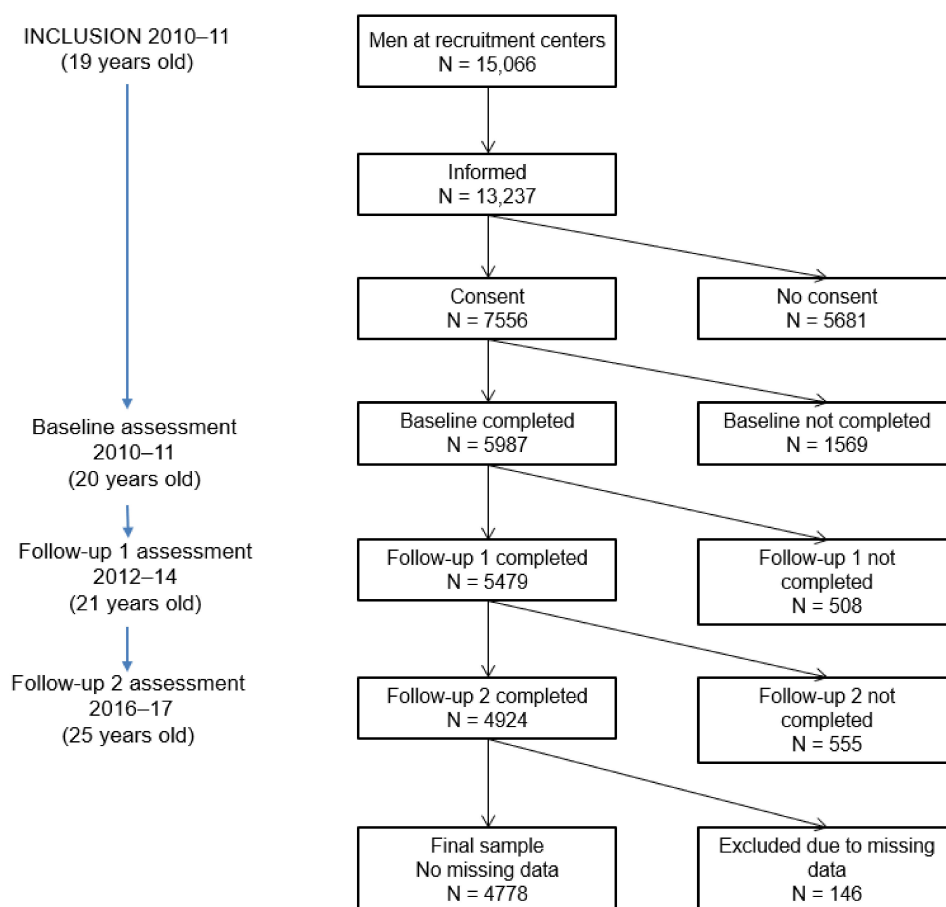 INCLUSION 2010–11
(19 years old)
Men at recruitment centers
N = 15,066
Informed
N = 13,237
Consent
N = 7556
No consent
N = 5681
Baseline assessment
2010–11
(20 years old)
Baseline completed
N = 5987
Baseline not completed
N = 1569
Follow-up 1 assessment
2012–14
(21 years old)
Follow-up 1 completed
N = 5479
Follow-up 1 not
completed
N = 508
Follow-up 2 assessment
2016–17
(25 years old)
Follow-up 2 completed
N = 4924
Follow-up 2 not
completed
N = 555
Final sample
No missing data
N = 4778
Excluded due to missing
data
N = 146